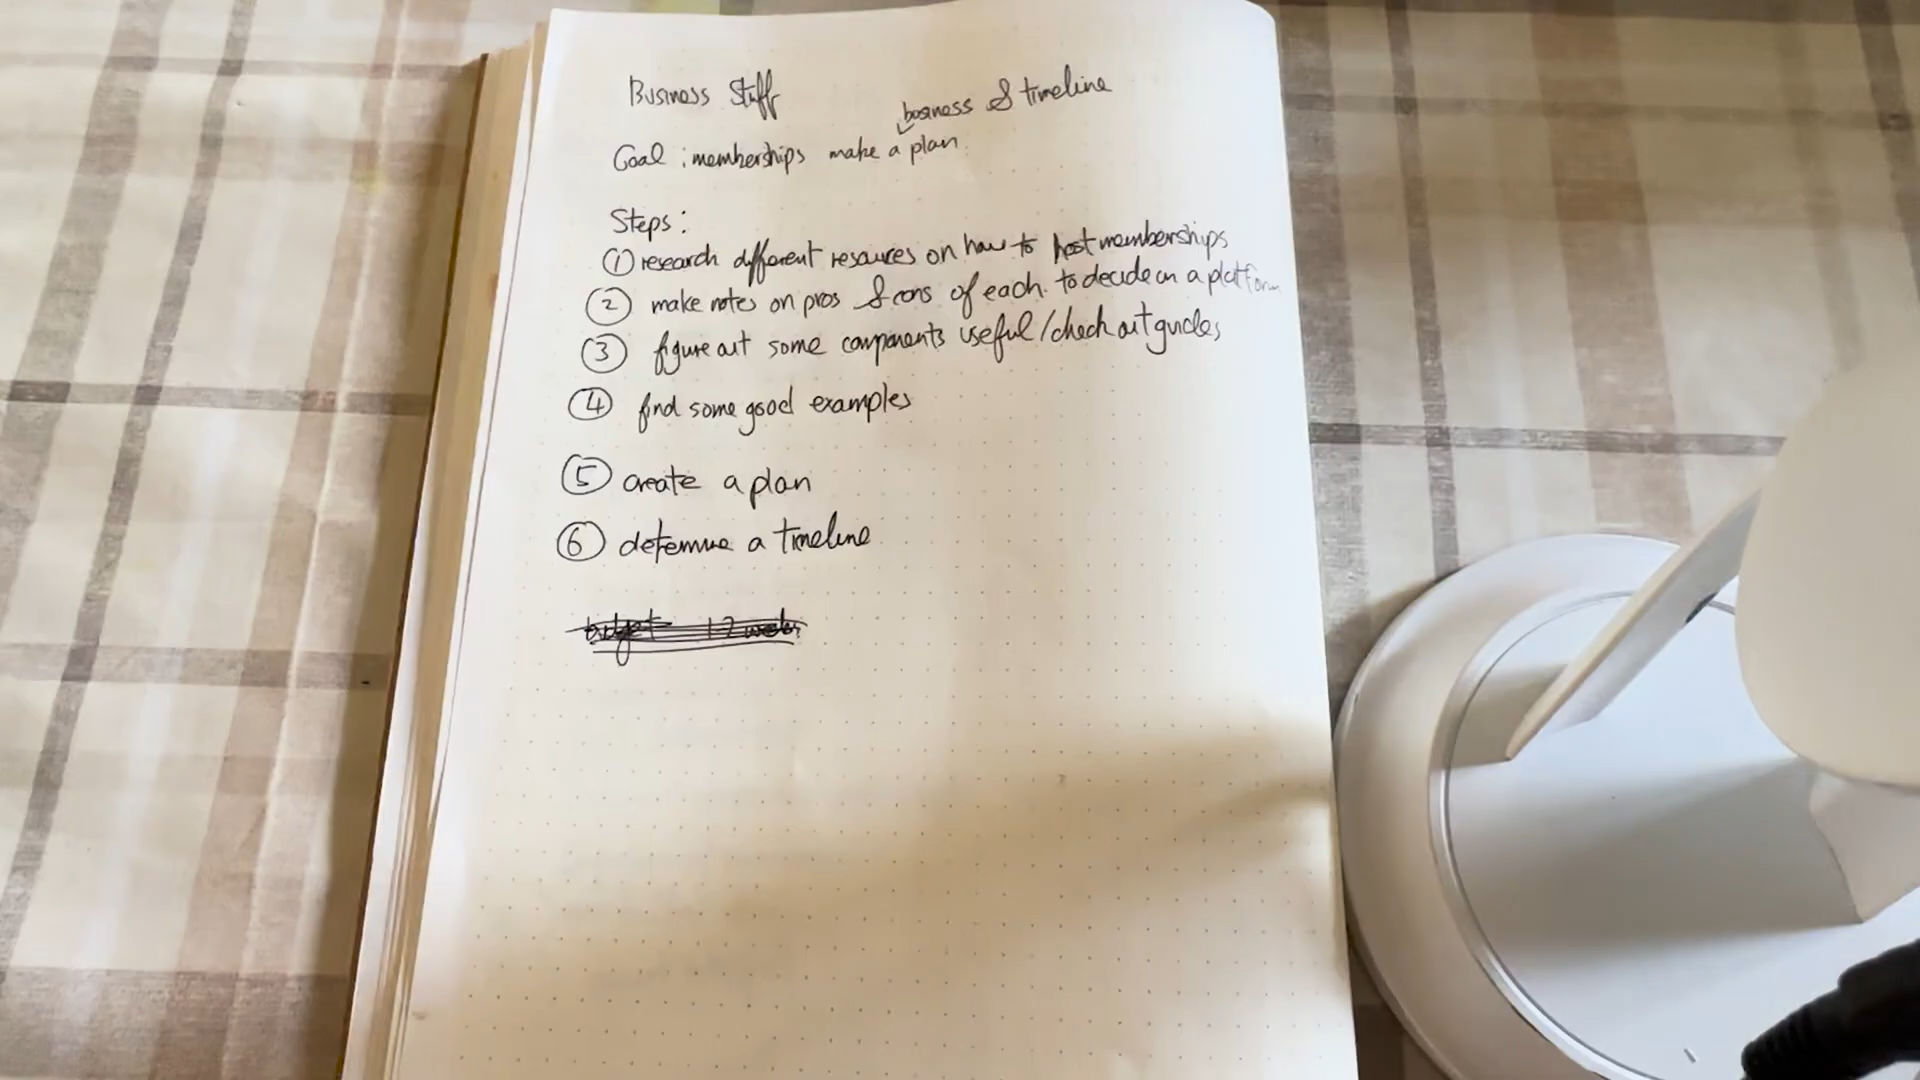 Business Stuff
business & timeline
Goal : memberships make a plan.
Steps:
① research different resources on how to host memberships
② make notes on pros & cons of each. to decide on a platform
③ figure out some components useful/check out guides
④ find some good examples
⑤ create a plan
⑥ determine a timeline
budget